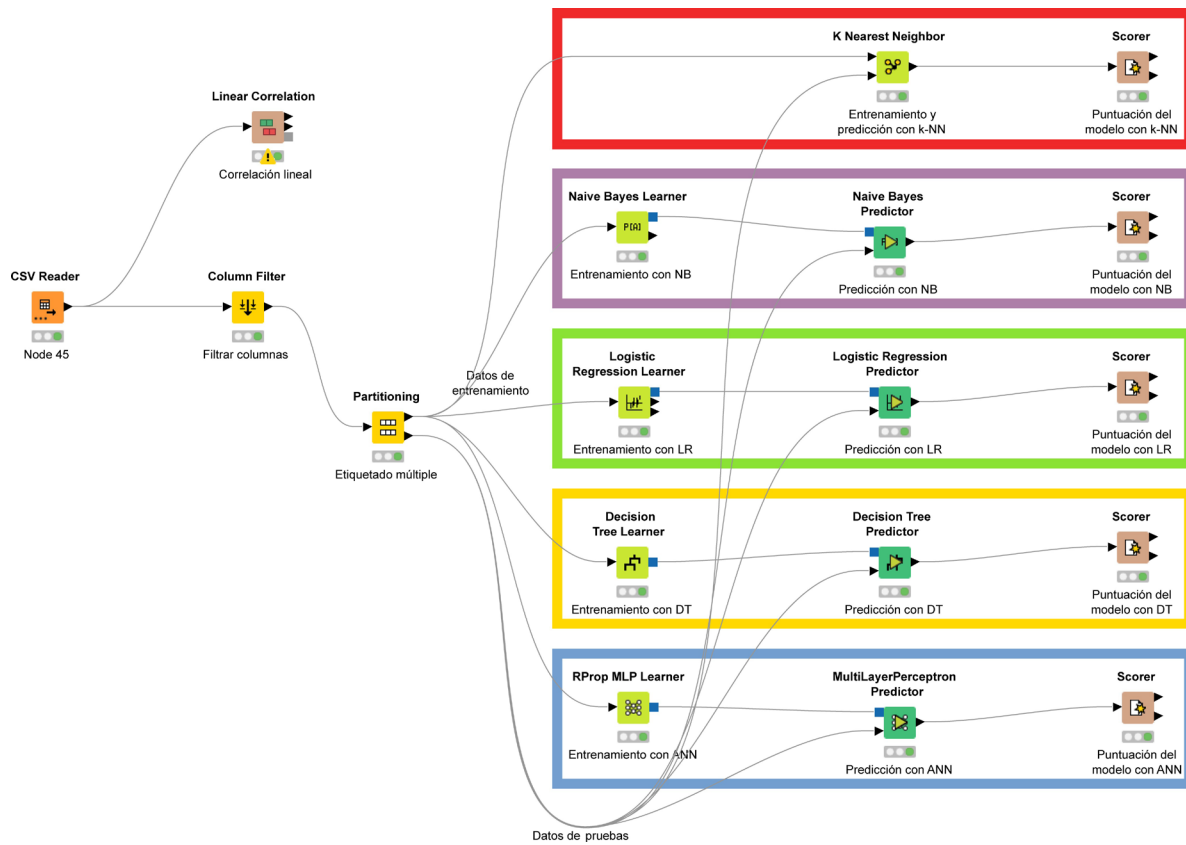 K Nearest Neighbor
Scorer
Entrenamiento y
predicción con k-NN
Puntuación del
modelo con k-NN
Linear Correlation
Correlación lineal
Naive Bayes Learner
P[A]
Entrenamiento con NB
Naive Bayes
Predictor
Predicción con NB
Scorer
Puntuación del
modelo con NB
CSV Reader
Node 45
Column Filter
Filtrar columnas
Partitioning
Etiquetado múltiple
Datos de
entrenamiento
Logistic
Regression Learner
Entrenamiento con LR
Logistic Regression
Predictor
Predicción con LR
Scorer
Puntuación del
modelo con LR
Decision
Tree Learner
Entrenamiento con DT
Decision Tree
Predictor
Predicción con DT
Scorer
Puntuación del
modelo con DT
RProp MLP Learner
Entrenamiento con ANN
MultiLayerPerceptron
Predictor
Predicción con ANN
Scorer
Puntuación del
modelo con ANN
Datos de pruebas